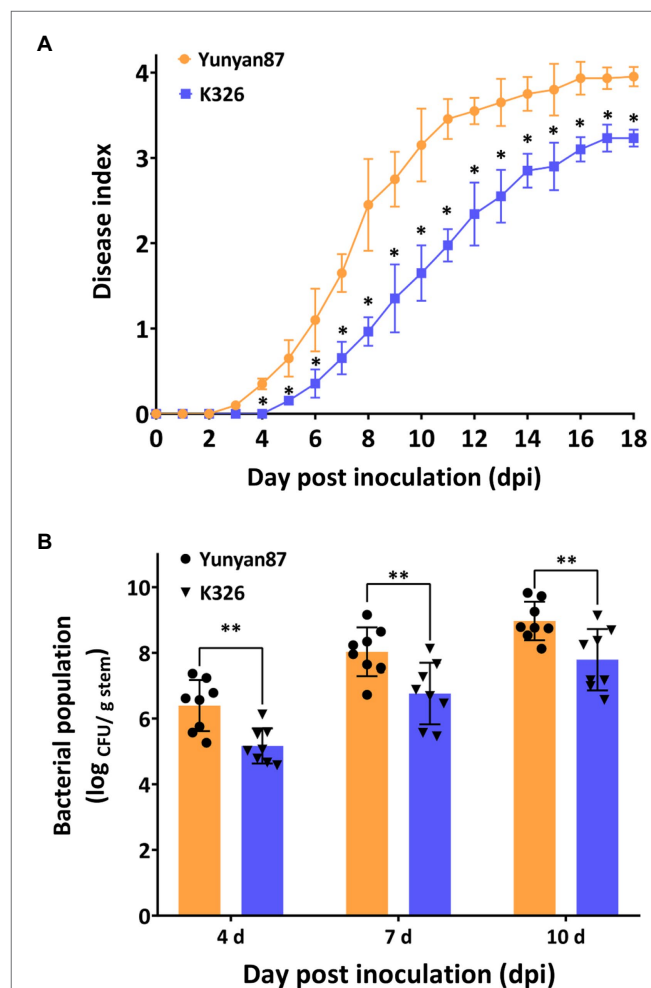 A
Yunyan87
K326
Disease index
4
3
2
1
0
* * * * * * * * * * * * * * *
0 2 4 6 8 10 12 14 16 18
Day post inoculation (dpi)
B
Yunyan87
K326
Bacterial population
(log CFU/ g stem)
10
8
6
4
2
0
** ** **
4 d 7 d 10 d
Day post inoculation (dpi)